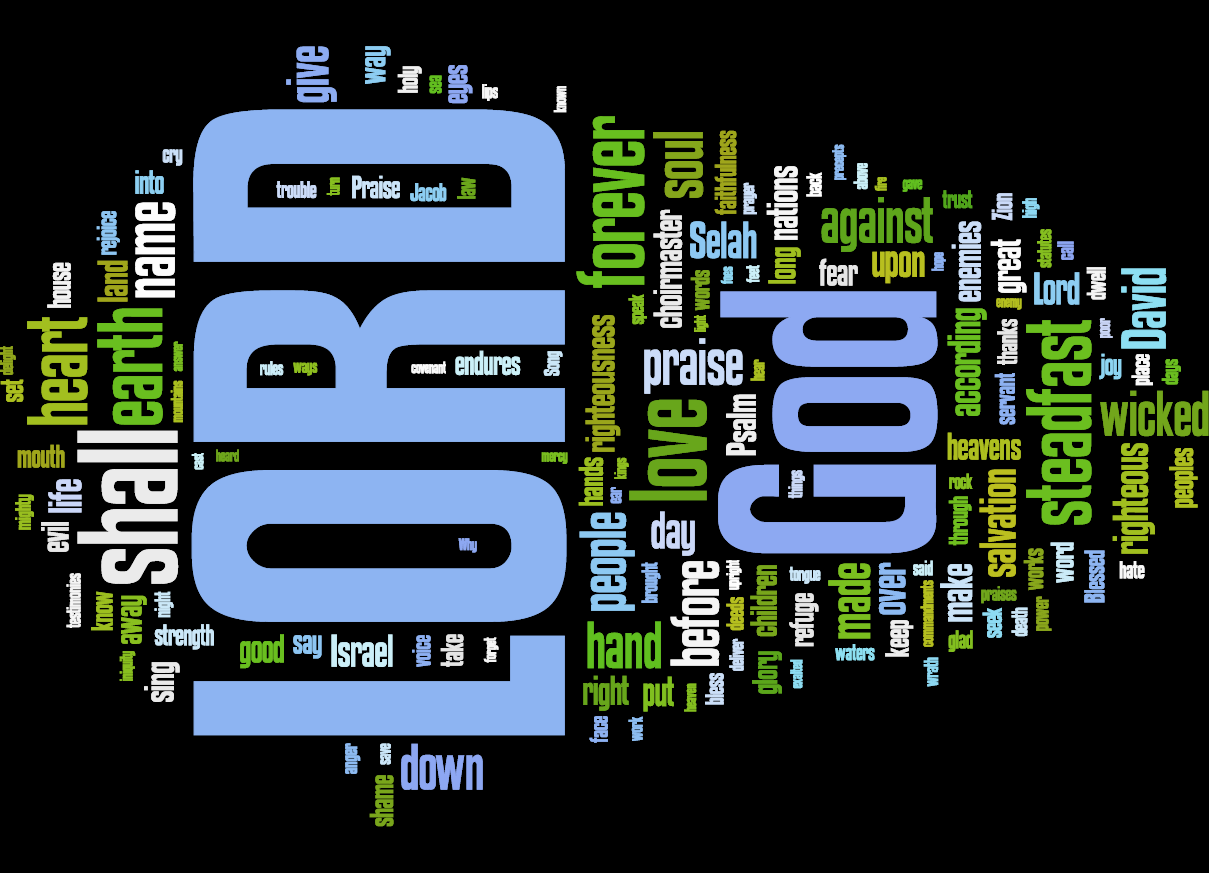 give
way
holy
sea
eyes
lips
known
cry
into
trouble
turn
Praise
Jacob
law
rejoice
name
land
house
LORD
forever
soul
faithfulness
prayer
nations
back
precepts
above
fire
gave
trust
Zion
high
choirmaster
Selah
long
against
enemies
great
statutes
call
foes
feet
fear
upon
hope
Lord
dwell
David
speak
light
words
God
enemy
heart
earth
answer
delight
set
mountains
rules
ways
covenant
endures
Song
righteousness
praise
hear
according
thanks
steadfast
poor
joy
place
days
servant
Psalm
love
wicked
shall
mouth
cast
heard
mercy
hands
kings
ear
things
heavens
rock
through
salvation
righteous
peoples
mighty
life
evil
Why
people
day
brought
before
upright
children
tongue
made
over
said:
make
works
word
Blessed
hate
testimonies
know
away
night
strength
iniquity
sing
good
say
Israel
voice
take
forget
hand
deliver
deeds
refuge
keep
commandments
praises
seek
death
power
glad
waters
wrath
right
put
heaven
bless
glory
exalted
face
work
anger
save
down
shame